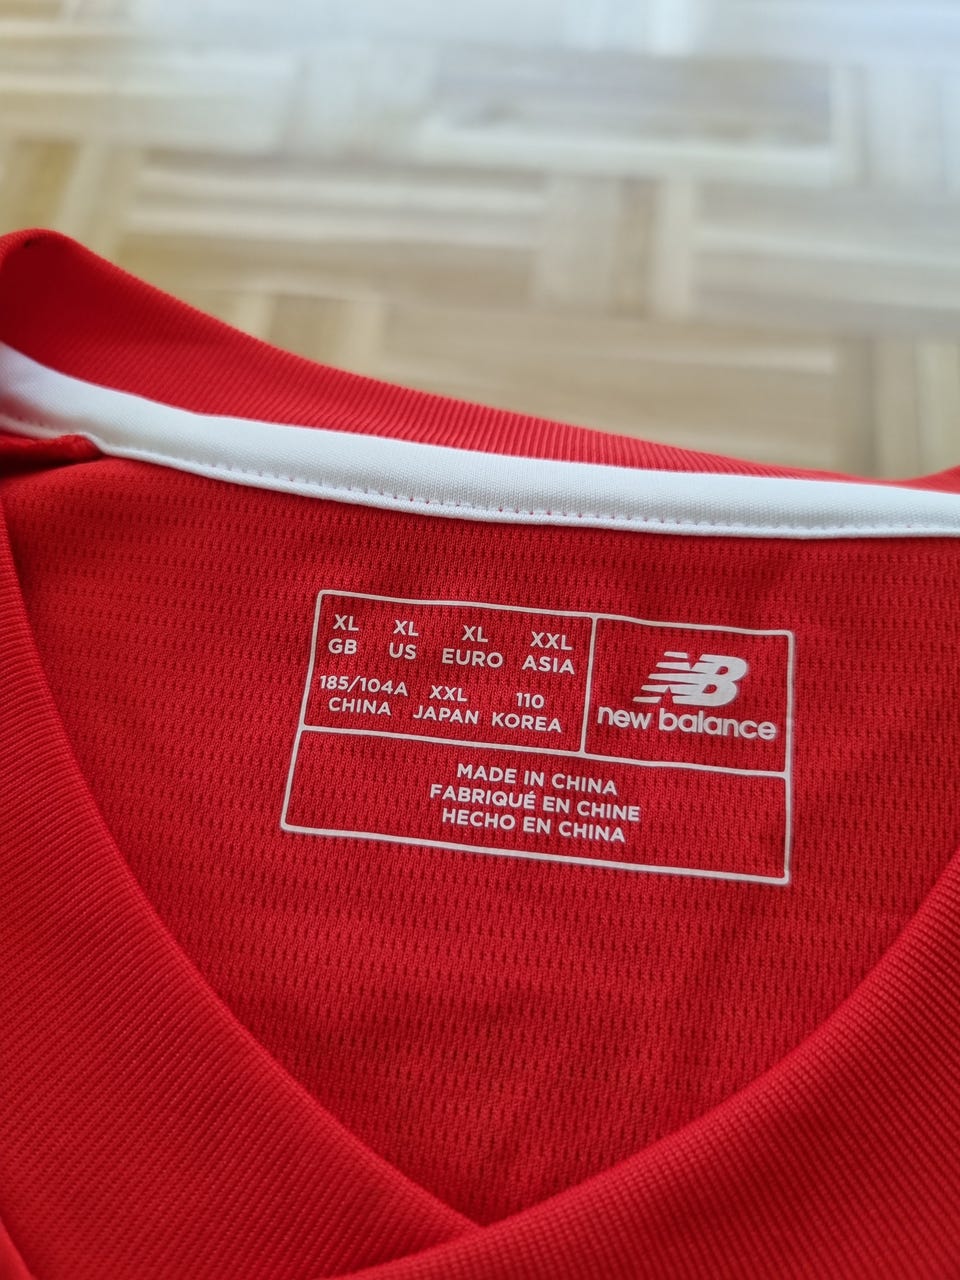 XL XL XL XXL
GB US EURO ASIA
185/104A XXL 110
CHINA JAPAN KOREA
NB
new balance
MADE IN CHINA
FABRIQUÉ EN CHINE
HECHO EN CHINA